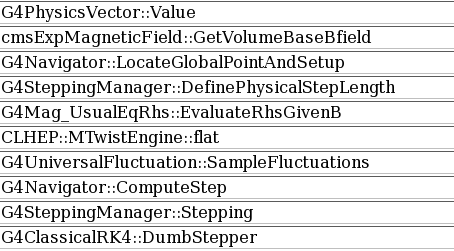 G4PhysicsVector::Value
cmsExpMagneticField::GetVolumeBaseBfield
G4Navigator::LocateGlobalPointAndSetup
G4SteppingManager::DefinePhysicalStepLength
G4Mag_UsualEqRhs::EvaluateRhsGivenB
CLHEP::MTwistEngine::flat
G4UniversalFluctuation::SampleFluctuations
G4Navigator::ComputeStep
G4SteppingManager::Stepping
G4ClassicalRK4::DumbStepper